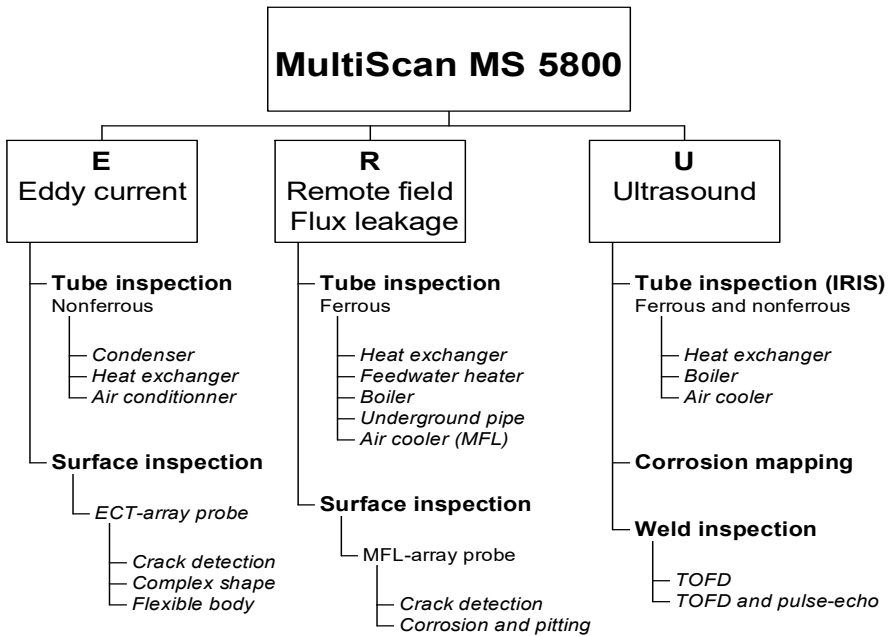 MultiScan MS 5800
E
Eddy current
Tube inspection
Nonferrous
Condenser
Heat exchanger
Air conditionner
Surface inspection
ECT-array probe
Crack detection
Complex shape
Flexible body
R
Remote field
Flux leakage
Tube inspection
Ferrous
Heat exchanger
Feedwater heater
Boiler
Underground pipe
Air cooler (MFL)
Surface inspection
MFL-array probe
Crack detection
Corrosion and pitting
U
Ultrasound
Tube inspection (IRIS)
Ferrous and nonferrous
Heat exchanger
Boiler
Air cooler
Corrosion mapping
Weld inspection
TOFD
TOFD and pulse-echo